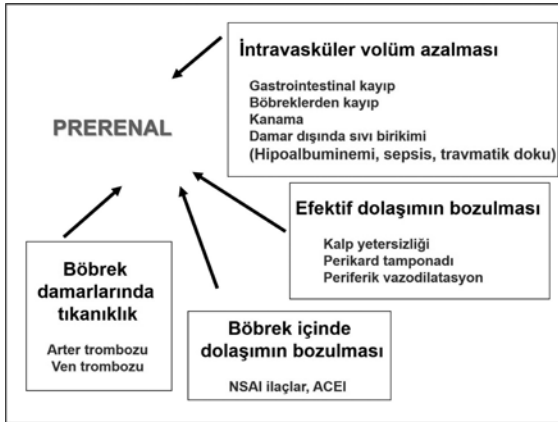 İntravasküler volüm azalması
Gastrointestinal kayıp
Böbreklerden kayıp
Kanama
Damar dışında sıvı birikimi
(Hipoalbuminemi, sepsis, travmatik doku)
PRERENAL
Efektif dolaşımın bozulması
Kalp yetersizliği
Perikard tamponadı
Periferik vazodilatasyon
Böbrek
damarlarında
tıkanıklık
Arter trombozu
Ven trombozu
Böbrek içinde
dolaşımın bozulması
NSAI ilaçlar, ACEI